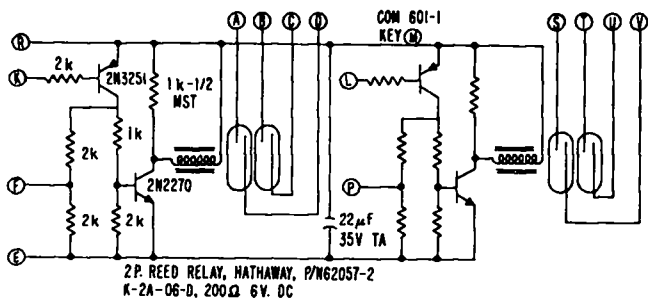 A B C D
COM 601-1
KEY M
S T U V
R
K
2k
2N3251
1k-1/2
MST
L
2k
1k
F
2N2270
P
2k
2k
22µF
35V TA
E
2P. REED RELAY, HATHAWAY, P/N62057-2
K-2A-06-D, 200Ω 6V. DC